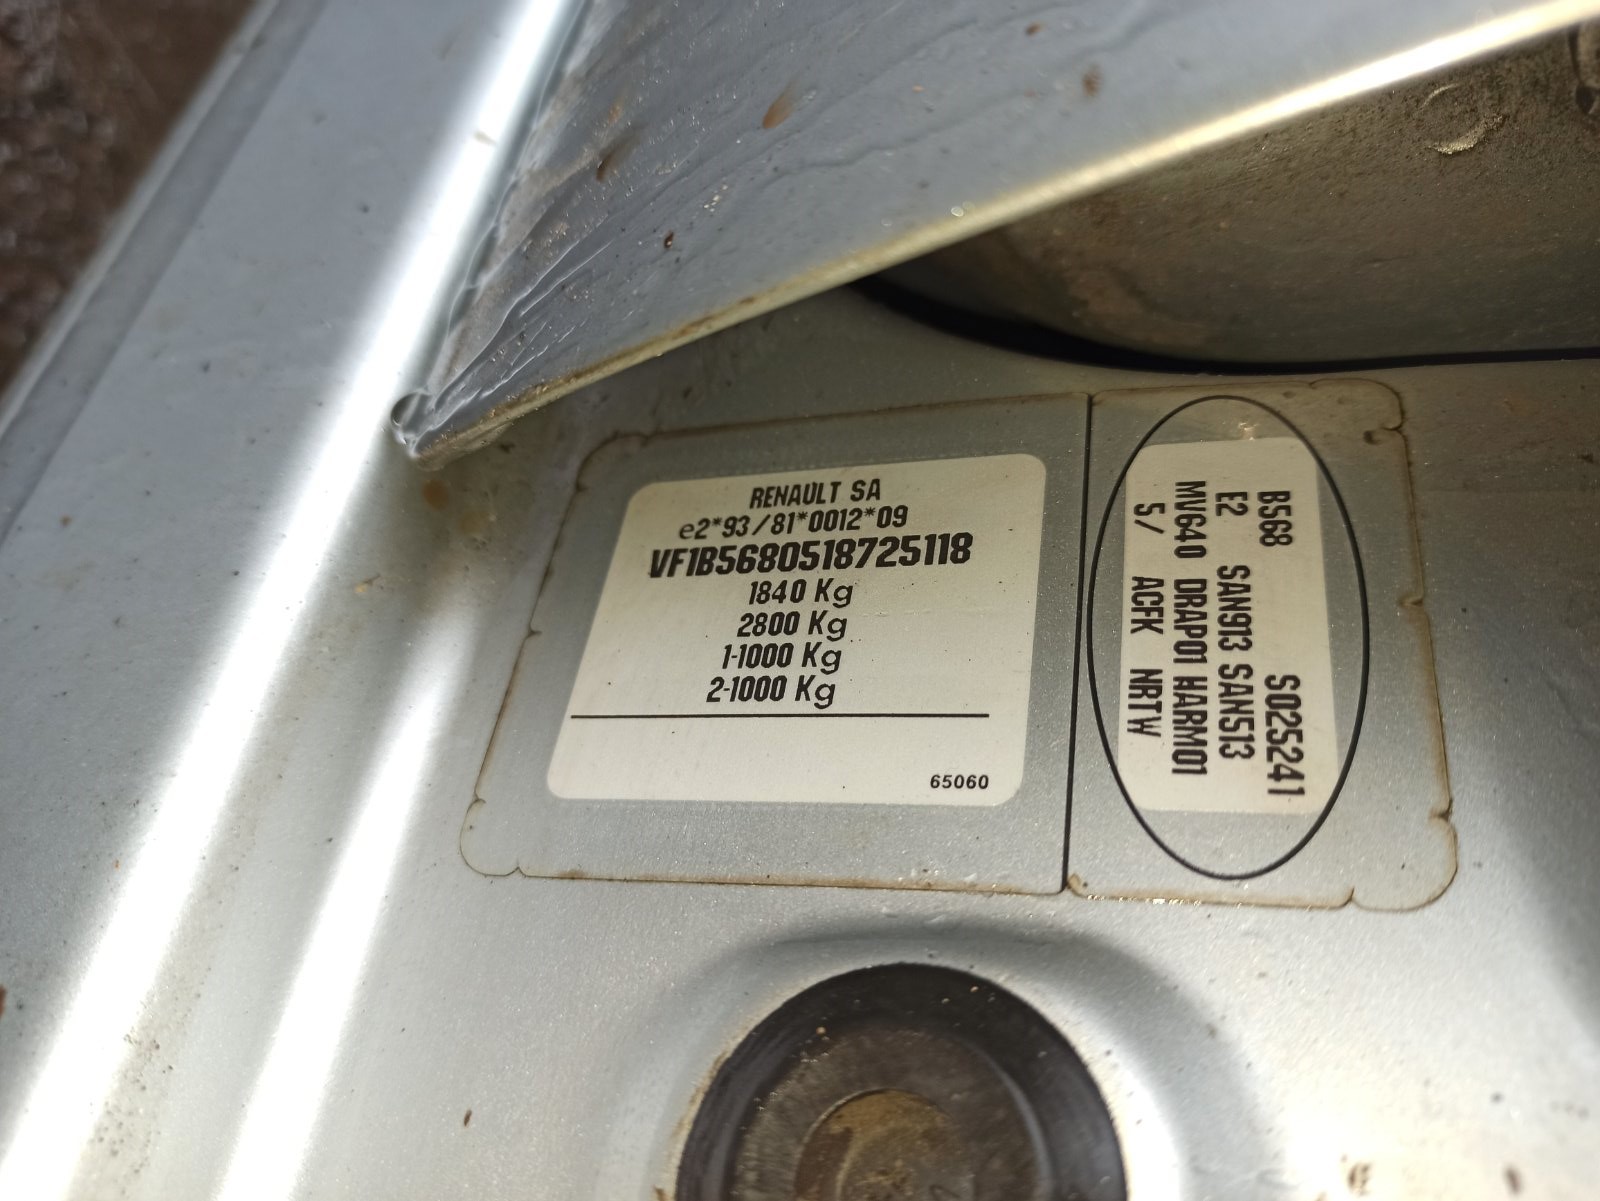 RENAULT SA
e2*93/81*0012*09
VF1B5680518725118
1840 Kg
2800 Kg
1-1000 Kg
2-1000 Kg
65060
B568 S025241
E2 SAN913 SAN513
MV640 DRAP01 HARM01
5/ ACFK NRTW